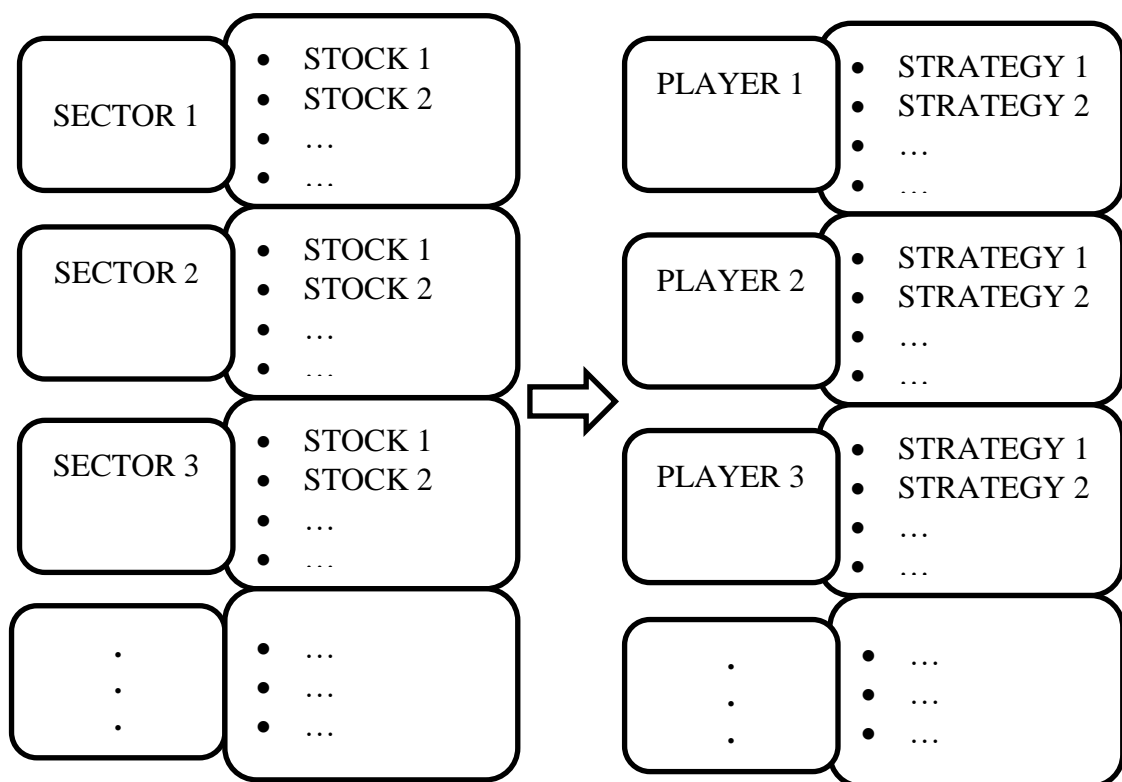 SECTOR 1
• STOCK 1
• STOCK 2
• …
• …
SECTOR 2
• STOCK 1
• STOCK 2
• …
• …
SECTOR 3
• STOCK 1
• STOCK 2
• …
• …
.
.
.
• …
• …
• …
PLAYER 1
• STRATEGY 1
• STRATEGY 2
• …
• …
PLAYER 2
• STRATEGY 1
• STRATEGY 2
• …
• …
PLAYER 3
• STRATEGY 1
• STRATEGY 2
• …
• …
.
.
.
• …
• …
• …